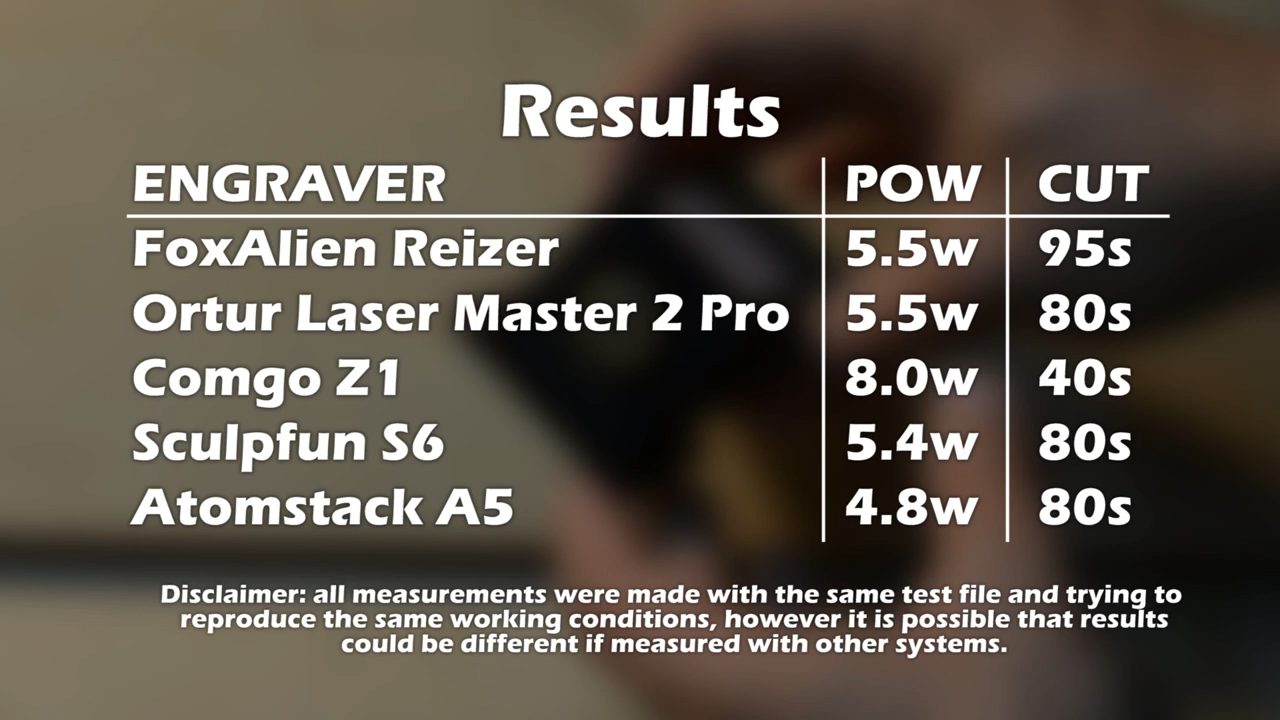 Results
ENGRAVER POW CUT
FoxAlien Reizer 5.5w 95s
Ortur Laser Master 2 Pro 5.5w 80s
Comgo Z1 8.0w 40s
Sculpfun S6 5.4w 80s
Atomstack A5 4.8w 80s
Disclaimer: all measurements were made with the same test file and trying to
reproduce the same working conditions, however it is possible that results
could be different if measured with other systems.